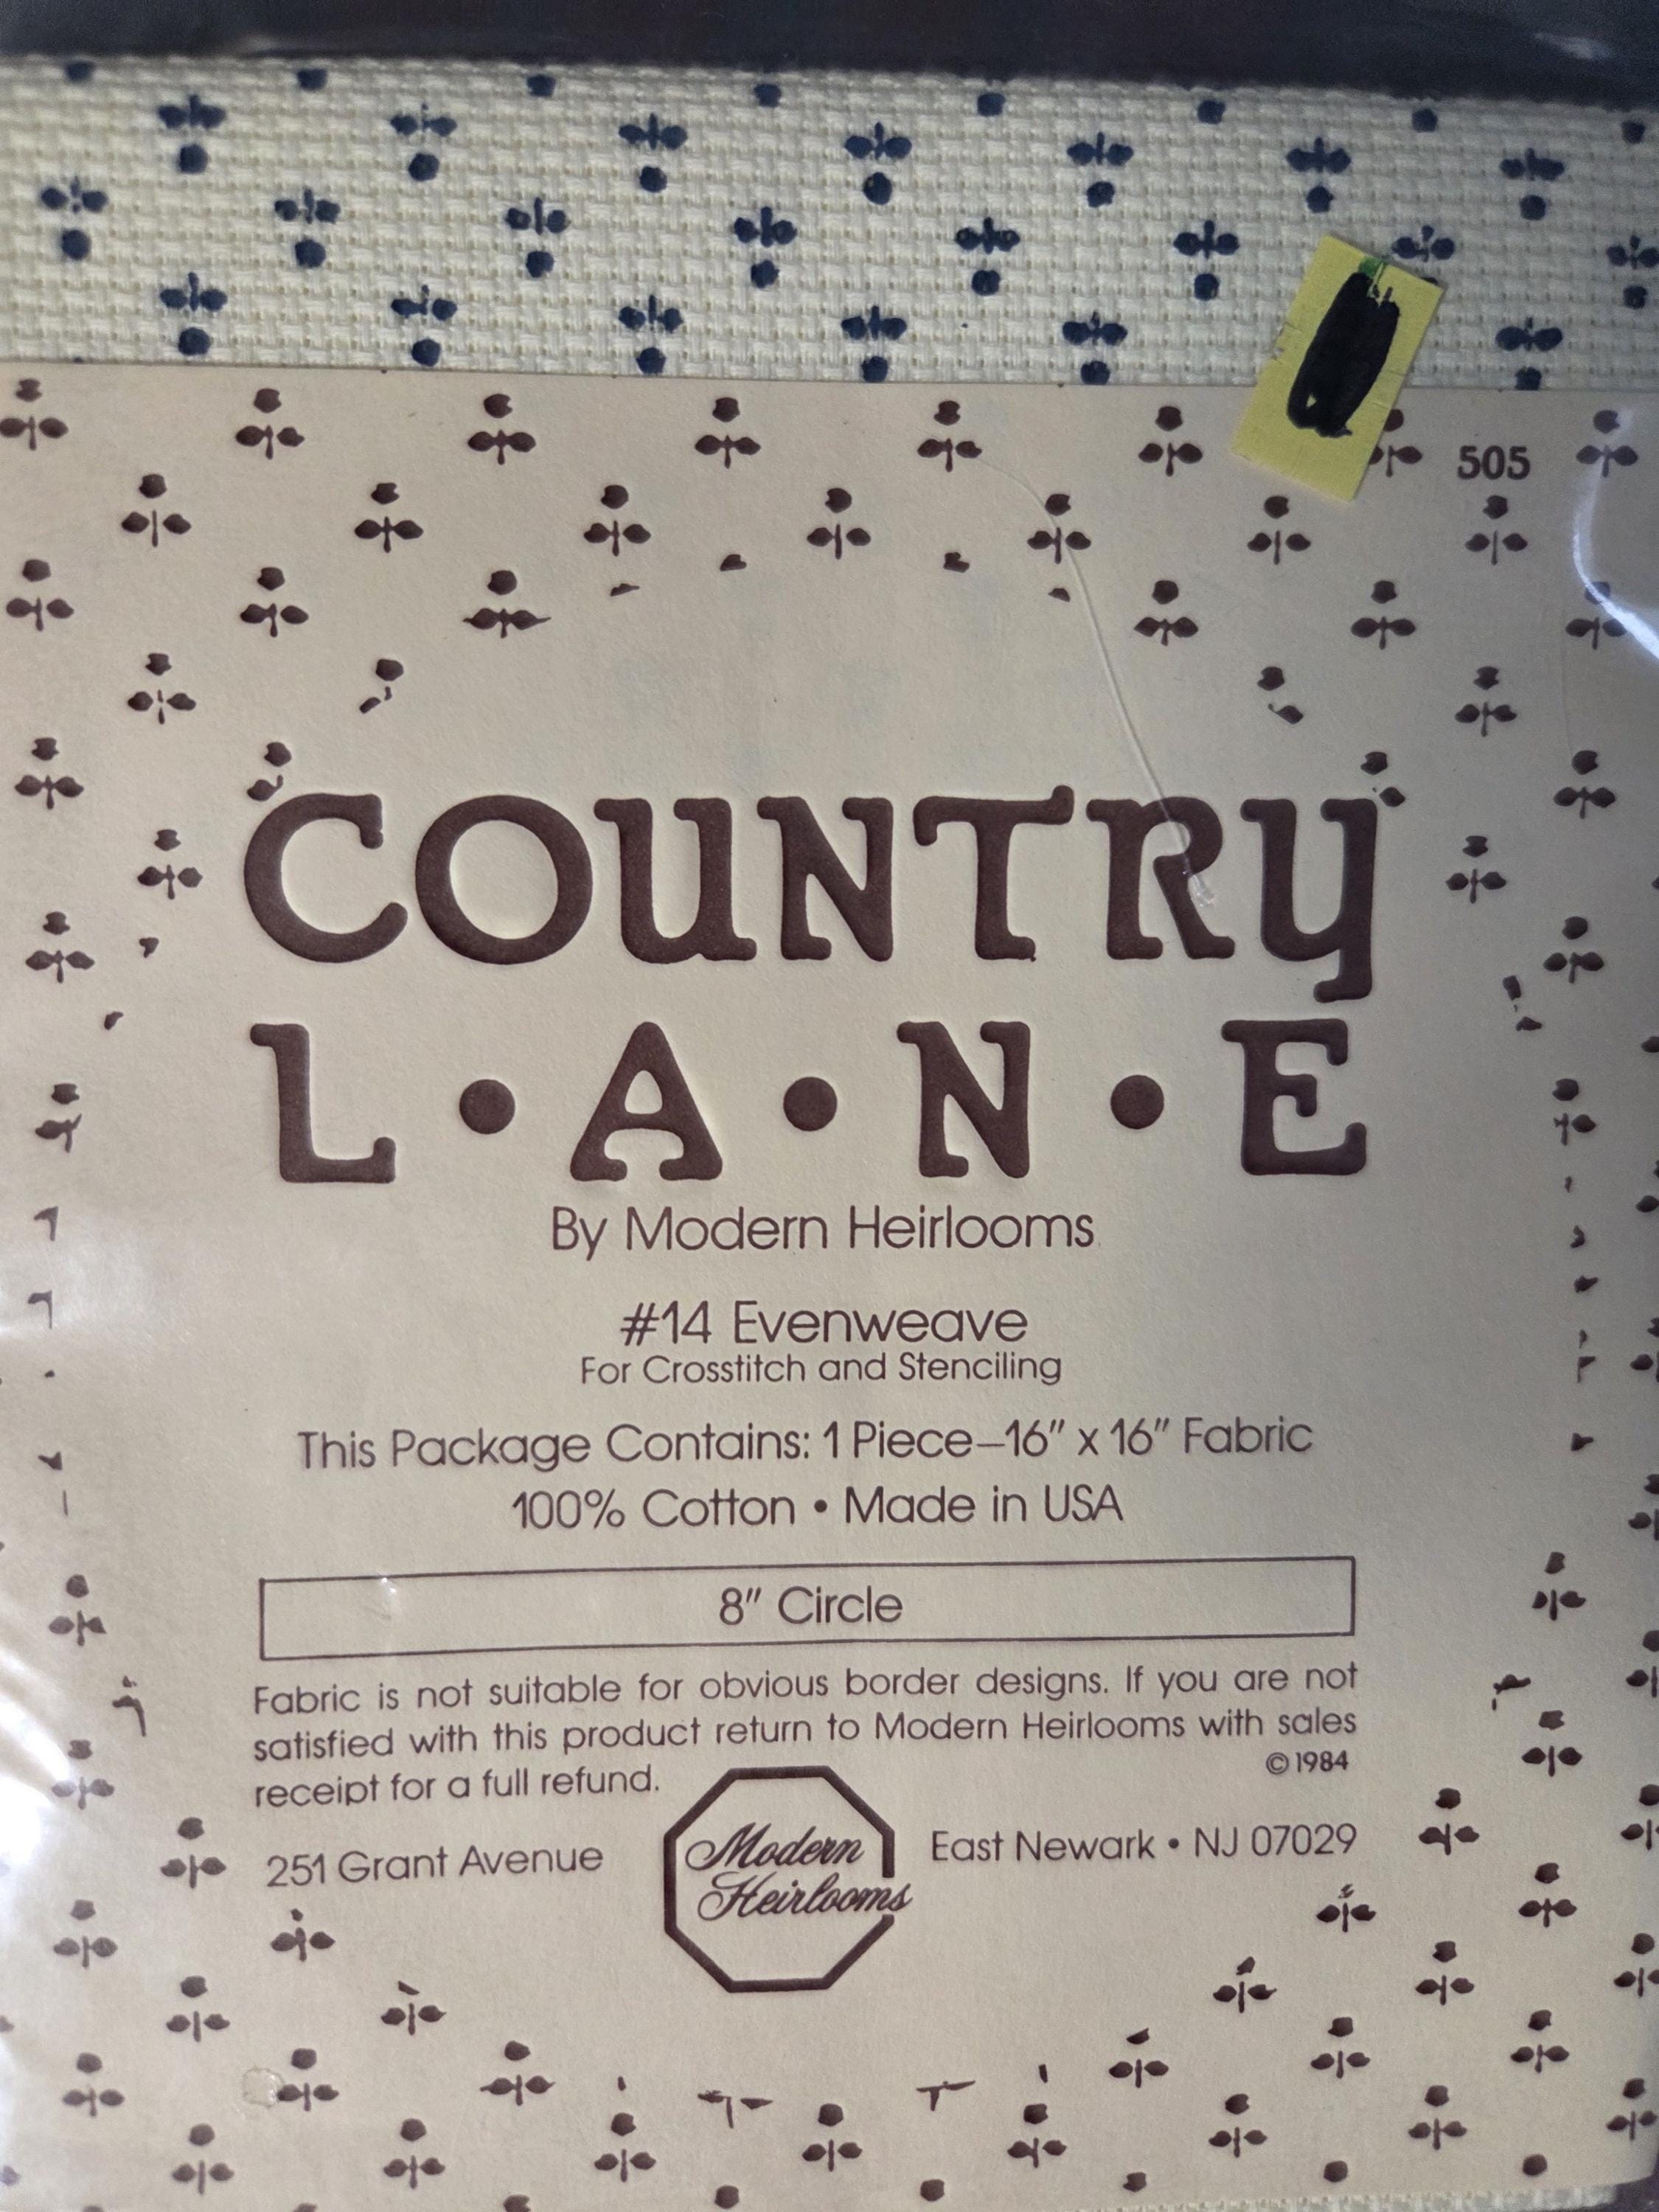 505
COUNTRY
L•A•N•E
By Modern Heirlooms
#14 Evenweave
For Crosstitch and Stenciling
This Package Contains: 1 Piece–16″ x 16″ Fabric
100% Cotton • Made in USA
8″ Circle
Fabric is not suitable for obvious border designs. If you are not
satisfied with this product return to Modern Heirlooms with sales
receipt for a full refund.
©1984
251 Grant Avenue
Modern
Heirlooms
East Newark • NJ 07029